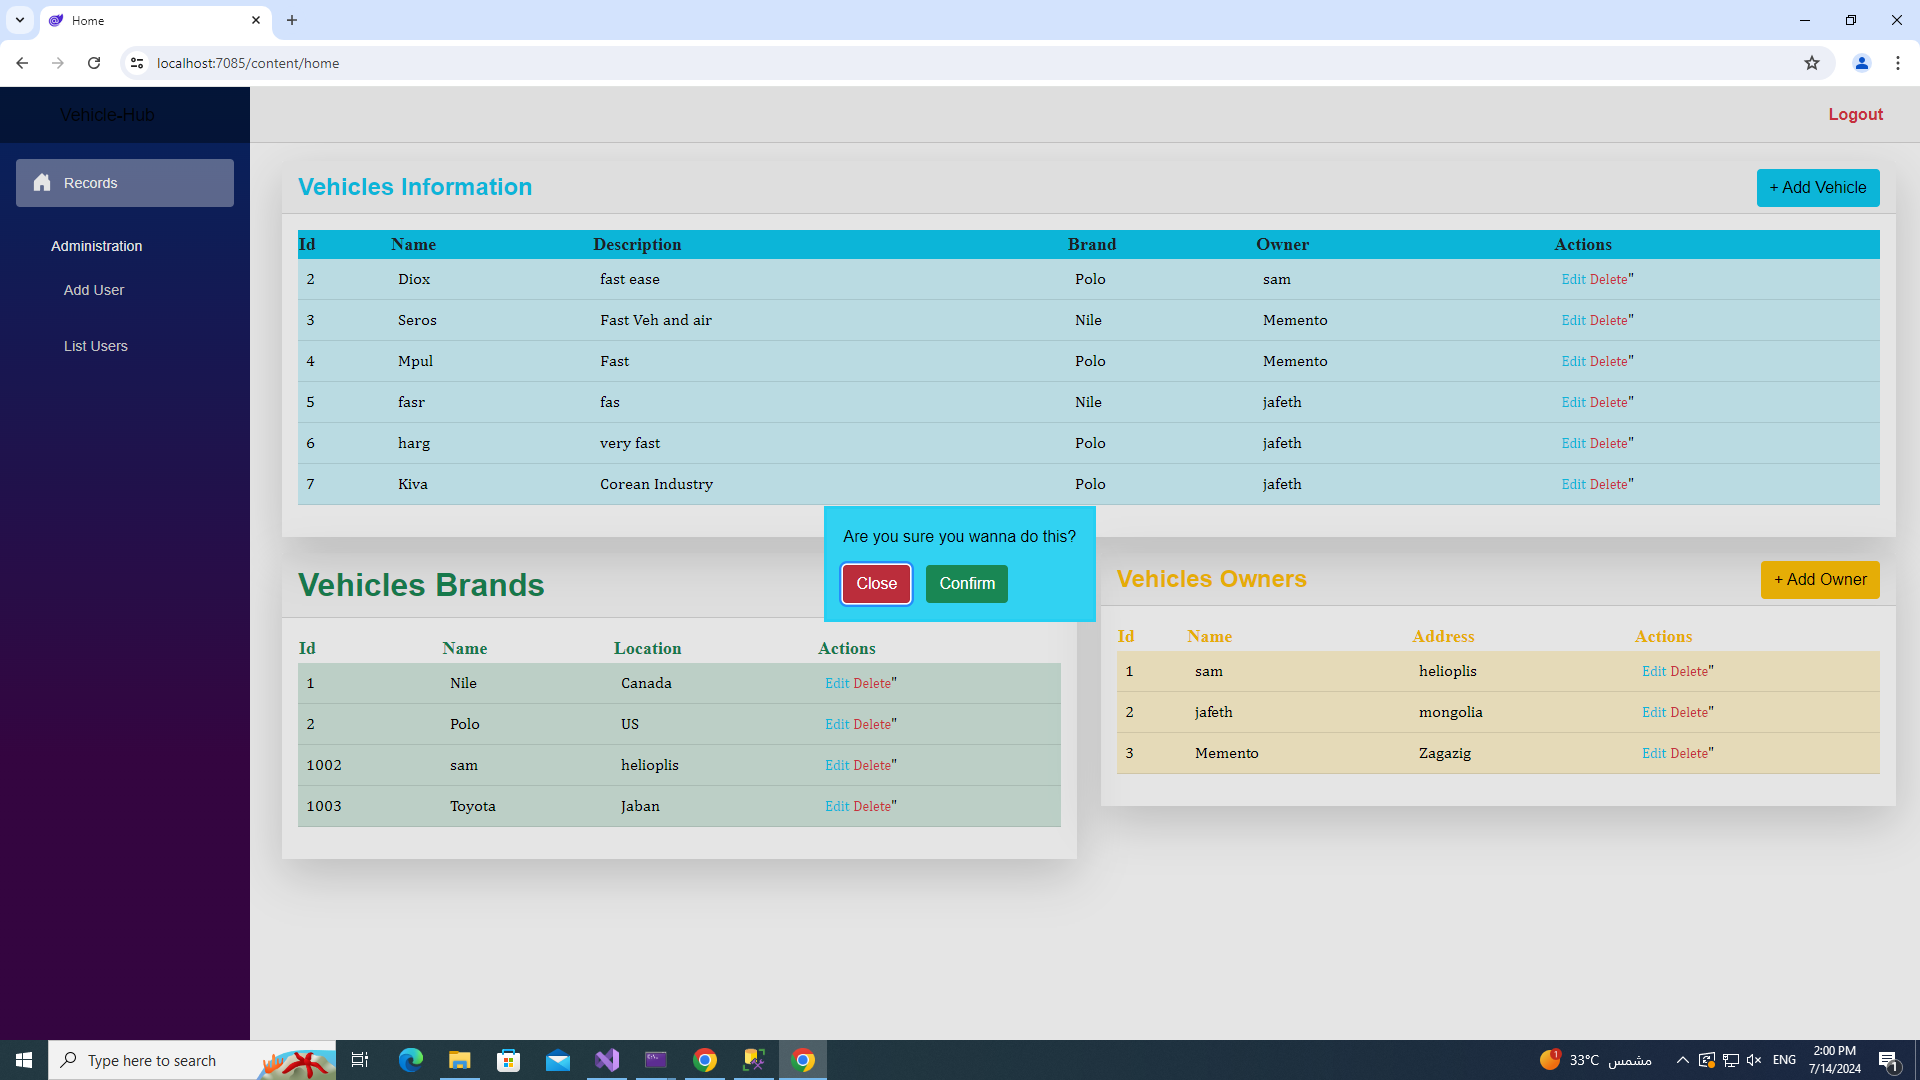 Home
localhost:7085/content/home
Vehicle-Hub
Logout
Records
Administration
Add User
List Users
Vehicles Information
+ Add Vehicle
Id Name Description Brand Owner Actions
2 Diox fast ease Polo sam Edit Delete"
3 Seros Fast Veh and air Nile Memento Edit Delete"
4 Mpul Fast Polo Memento Edit Delete"
5 fasr fas Nile jafeth Edit Delete"
6 harg very fast Polo jafeth Edit Delete"
7 Kiva Corean Industry Polo jafeth Edit Delete"
Are you sure you wanna do this?
Close Confirm
Vehicles Brands
Id Name Location Actions
1 Nile Canada Edit Delete"
2 Polo US Edit Delete"
1002 sam helioplis Edit Delete"
1003 Toyota Jaban Edit Delete"
Vehicles Owners
+ Add Owner
Id Name Address Actions
1 sam helioplis Edit Delete"
2 jafeth mongolia Edit Delete"
3 Memento Zagazig Edit Delete"
Type here to search
1
33°C مشمس
ENG
2:00 PM
7/14/2024
1